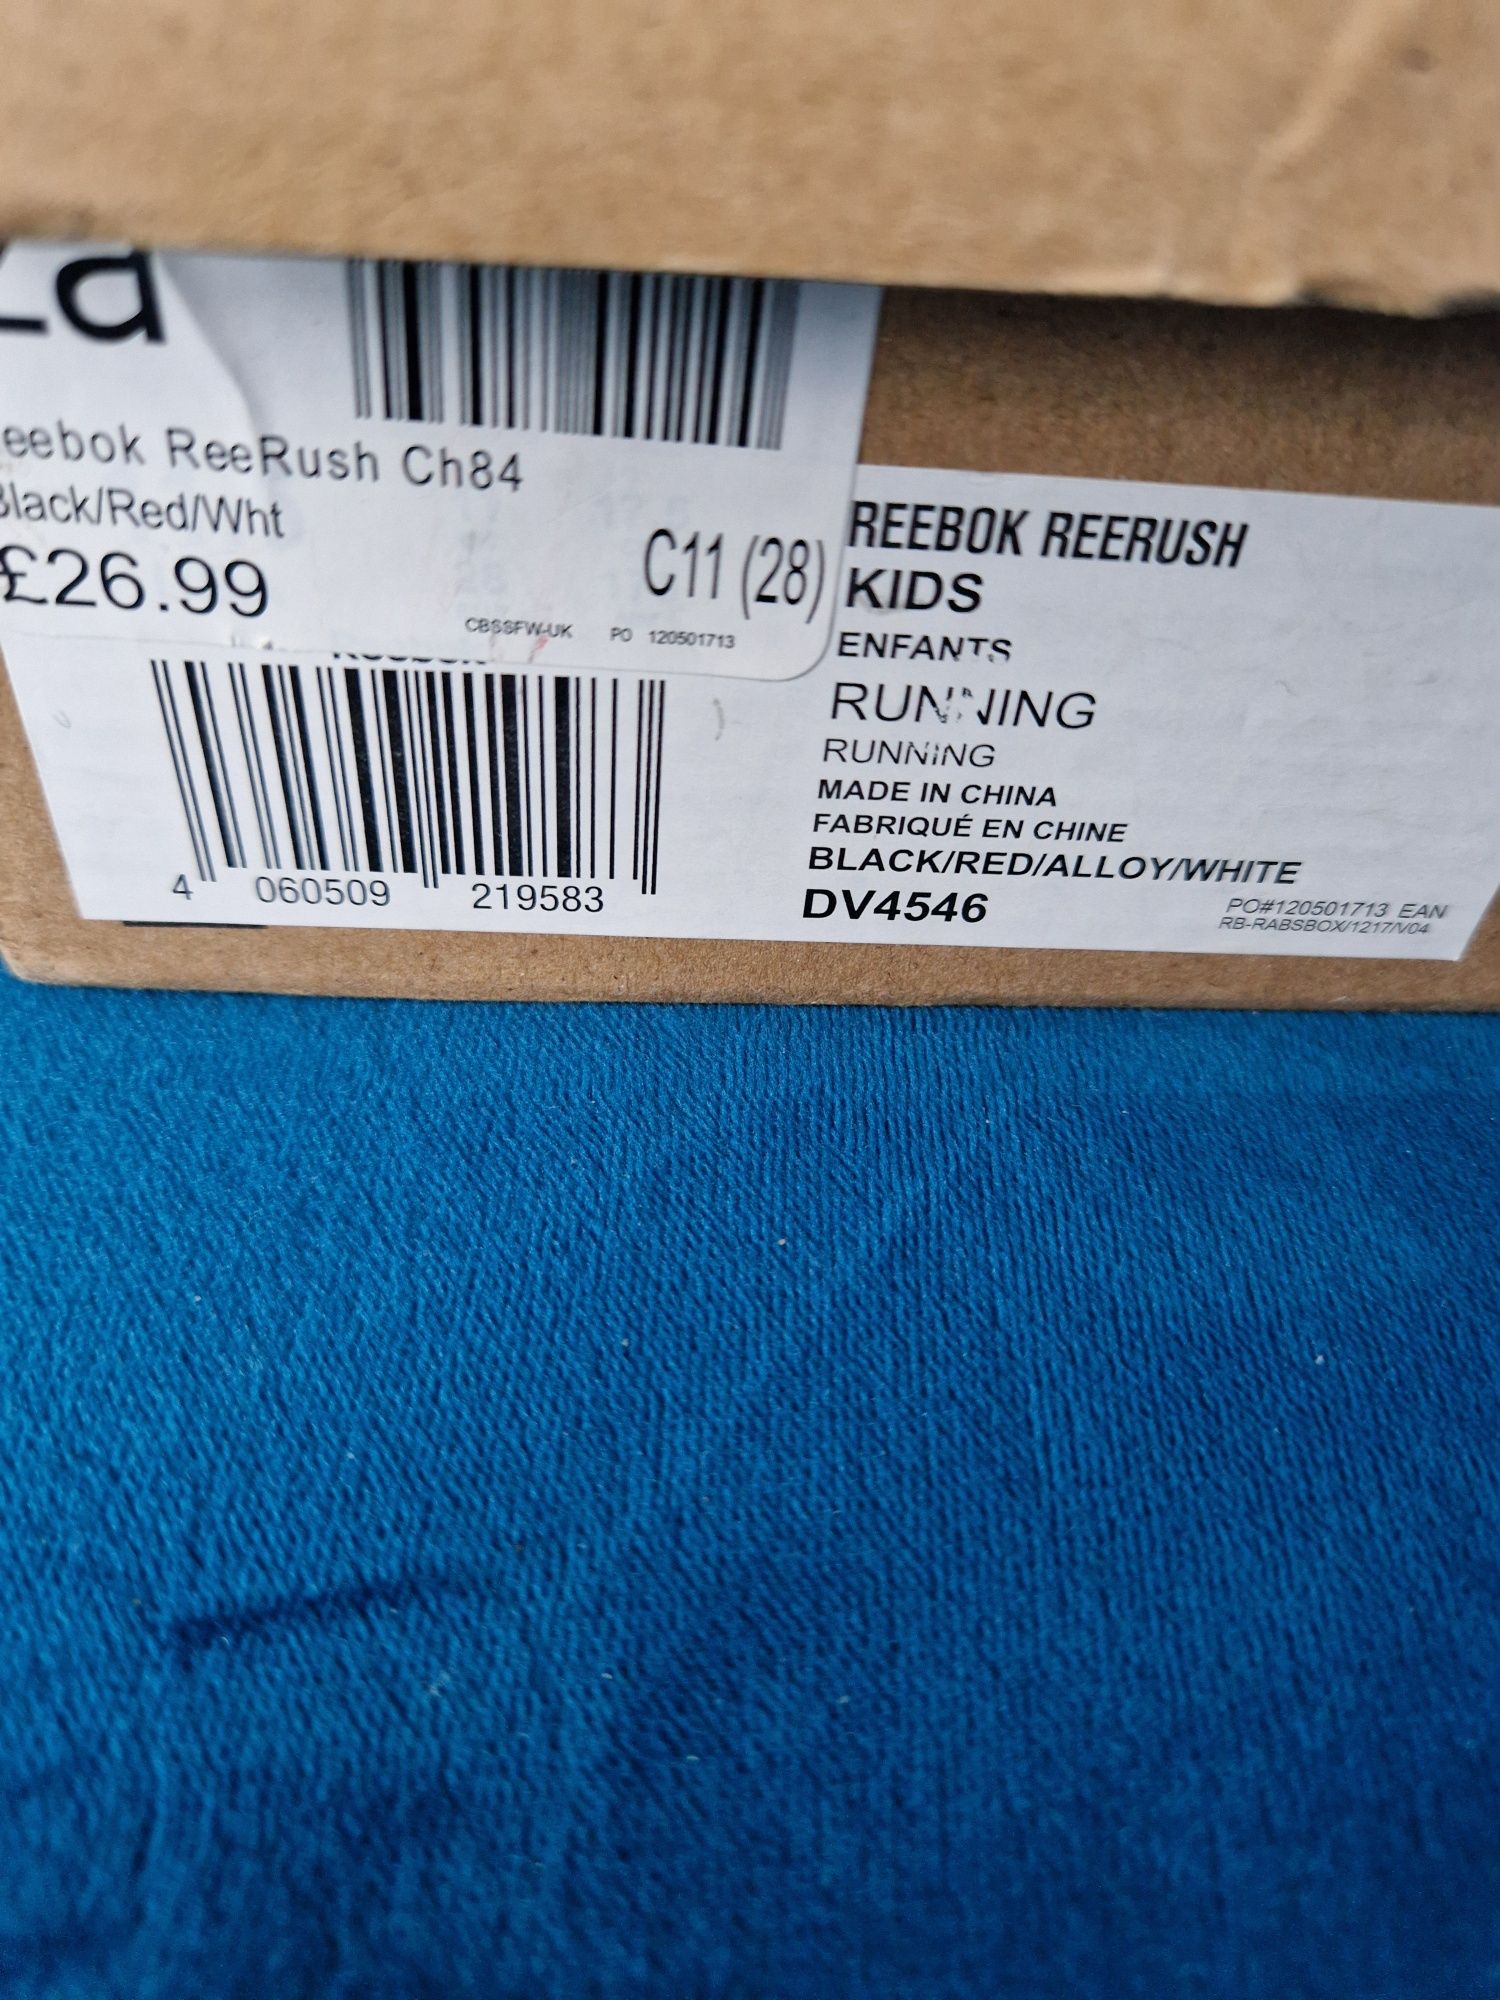 ReeRush Ch84
/Red/Wht
£26.99
C11 (28)
CBSSFW-UK PO 120501713
4 060509 219583
REEBOK REERUSH
KIDS
ENFANTS
RUNNING
RUNNING
MADE IN CHINA
FABRIQUÉ EN CHINE
BLACK/RED/ALLOY/WHITE
DV4546
PO#120501713 EAN
RB-RABSBOX/1217/V04